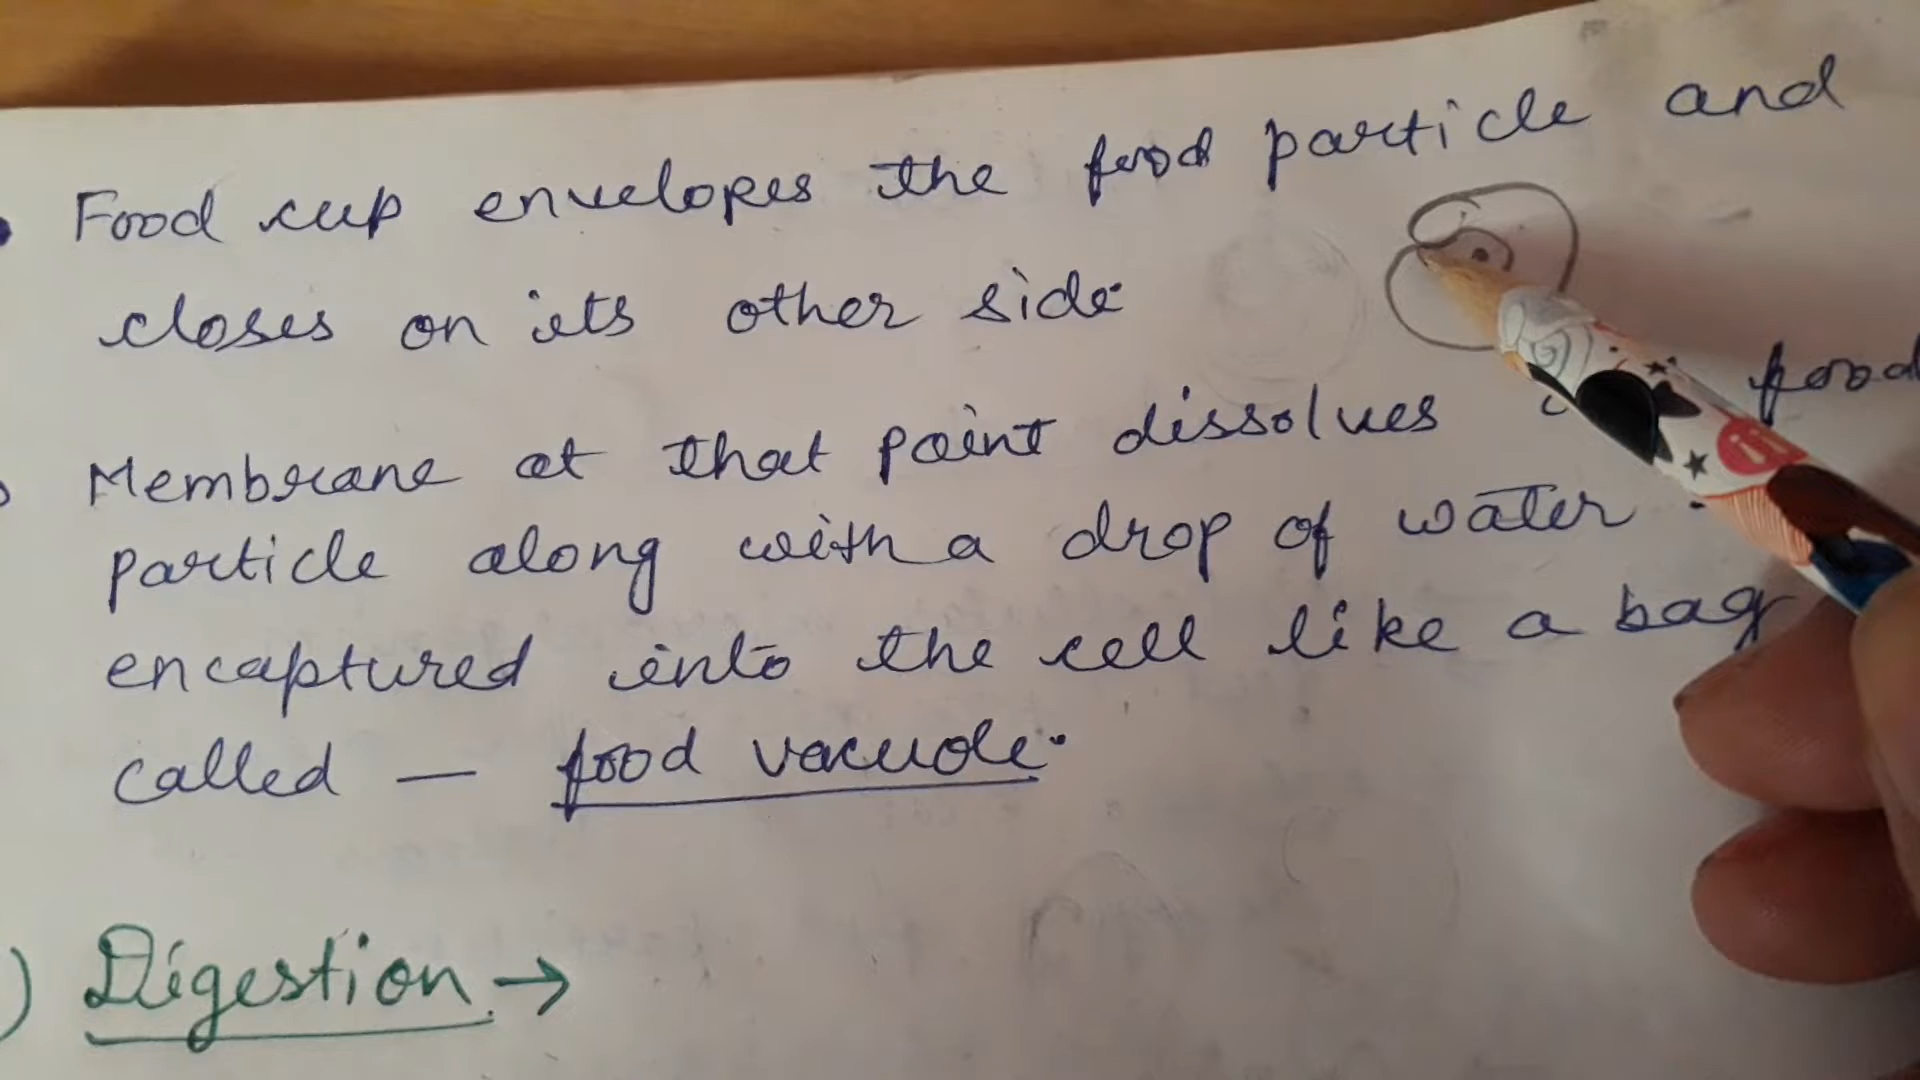 Food cup envelopes the food particle and
closes on its other side.
Membrane at that point dissolves food
particle along with a drop of water
encaptured into the cell like a bag
called — food vacuole.
) Digestion →